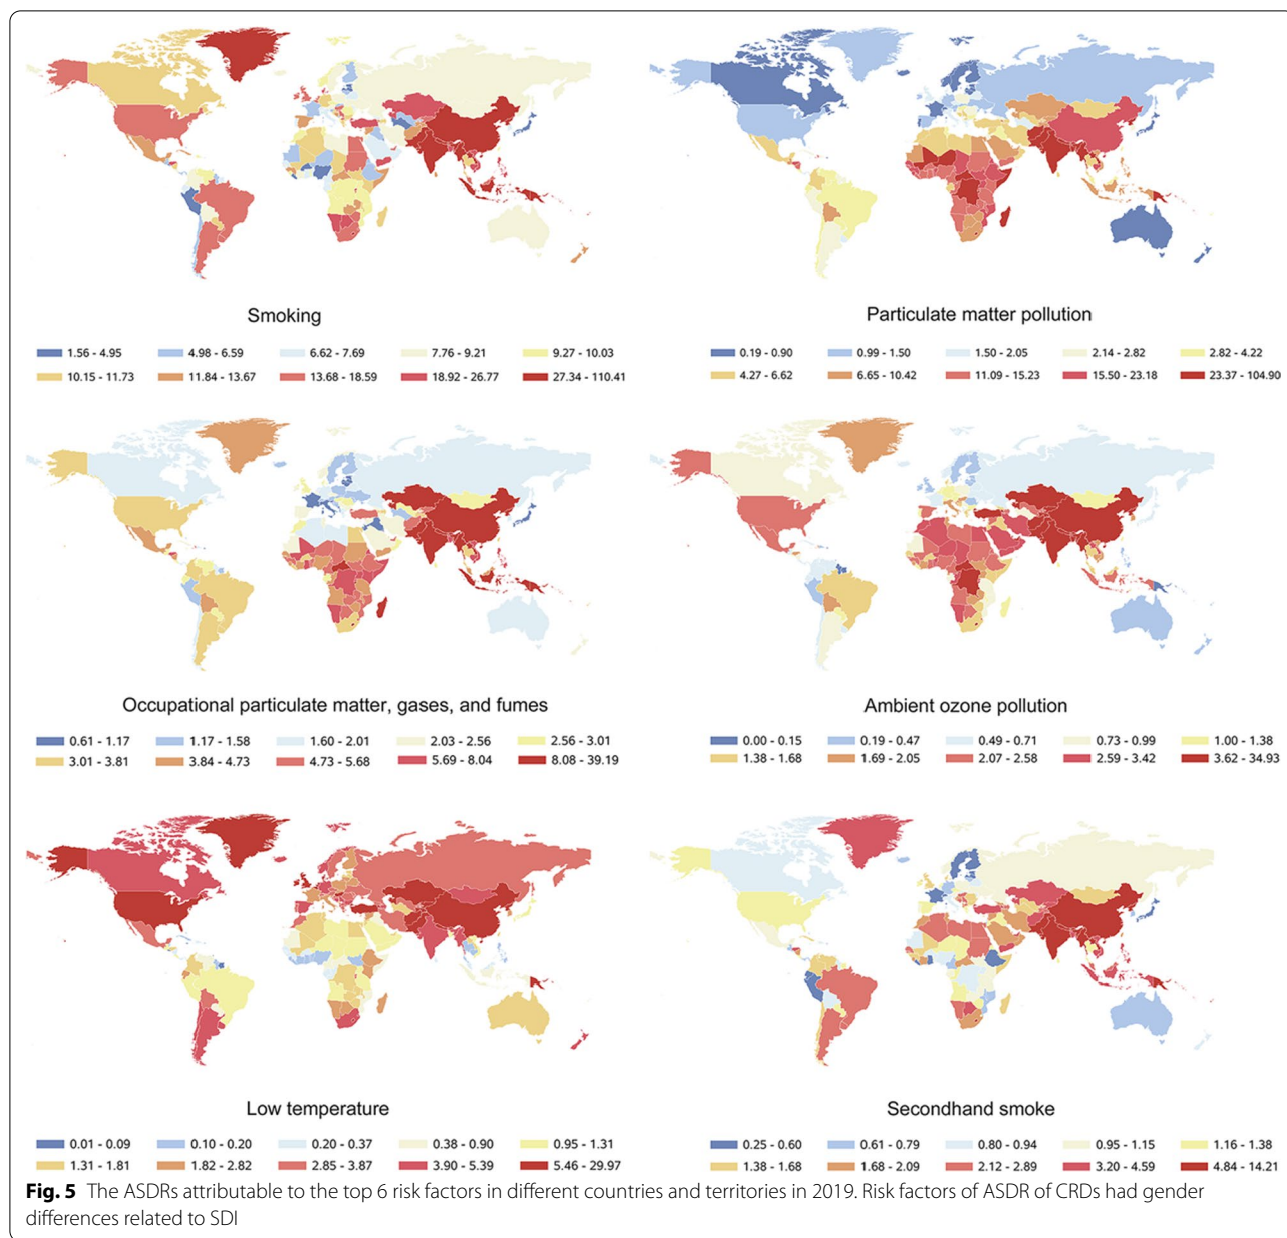 Smoking
1.56 - 4.95 4.98 - 6.59 6.62 - 7.69 7.76 - 9.21 9.27 - 10.03
10.15 - 11.73 11.84 - 13.67 13.68 - 18.59 18.92 - 26.77 27.34 - 110.41
Particulate matter pollution
0.19 - 0.90 0.99 - 1.50 1.50 - 2.05 2.14 - 2.82 2.82 - 4.22
4.27 - 6.62 6.65 - 10.42 11.09 - 15.23 15.50 - 23.18 23.37 - 104.90
Occupational particulate matter, gases, and fumes
0.61 - 1.17 1.17 - 1.58 1.60 - 2.01 2.03 - 2.56 2.56 - 3.01
3.01 - 3.81 3.84 - 4.73 4.73 - 5.68 5.69 - 8.04 8.08 - 39.19
Ambient ozone pollution
0.00 - 0.15 0.19 - 0.47 0.49 - 0.71 0.73 - 0.99 1.00 - 1.38
1.38 - 1.68 1.69 - 2.05 2.07 - 2.58 2.59 - 3.42 3.62 - 34.93
Low temperature
0.01 - 0.09 0.10 - 0.20 0.20 - 0.37 0.38 - 0.90 0.95 - 1.31
1.31 - 1.81 1.82 - 2.82 2.85 - 3.87 3.90 - 5.39 5.46 - 29.97
Secondhand smoke
0.25 - 0.60 0.61 - 0.79 0.80 - 0.94 0.95 - 1.15 1.16 - 1.38
1.38 - 1.68 1.68 - 2.09 2.12 - 2.89 3.20 - 4.59 4.84 - 14.21
Fig. 5 The ASDRs attributable to the top 6 risk factors in different countries and territories in 2019. Risk factors of ASDR of CRDs had gender
differences related to SDI